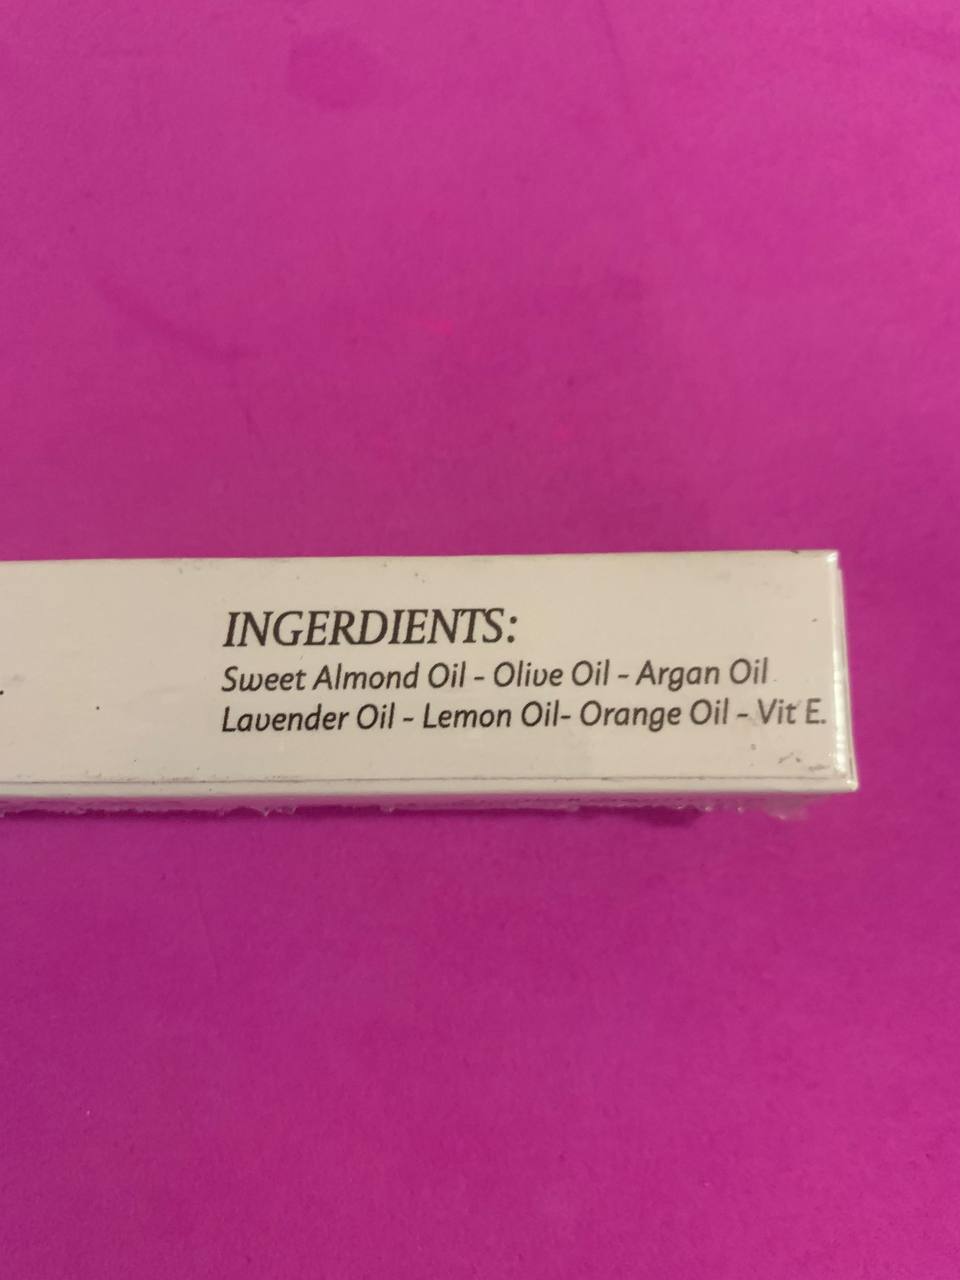 INGERDIENTS:
Sweet Almond Oil - Olive Oil - Argan Oil
Lavender Oil - Lemon Oil- Orange Oil - Vit E.